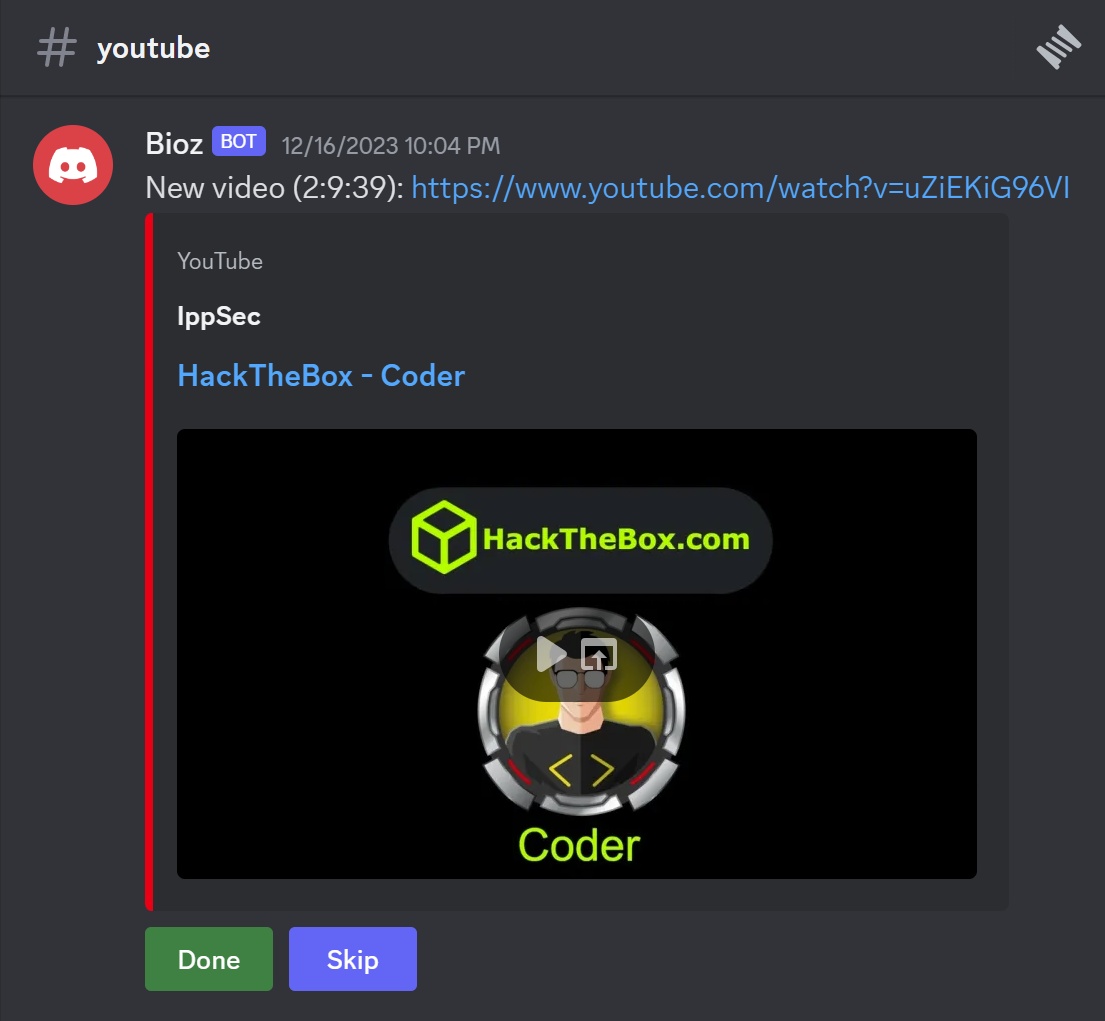 # youtube
Bioz BOT 12/16/2023 10:04 PM
New video (2:9:39): https://www.youtube.com/watch?v=uZiEKiG96VI
YouTube
IppSec
HackTheBox - Coder
HackTheBox.com
< >
Coder
Done Skip